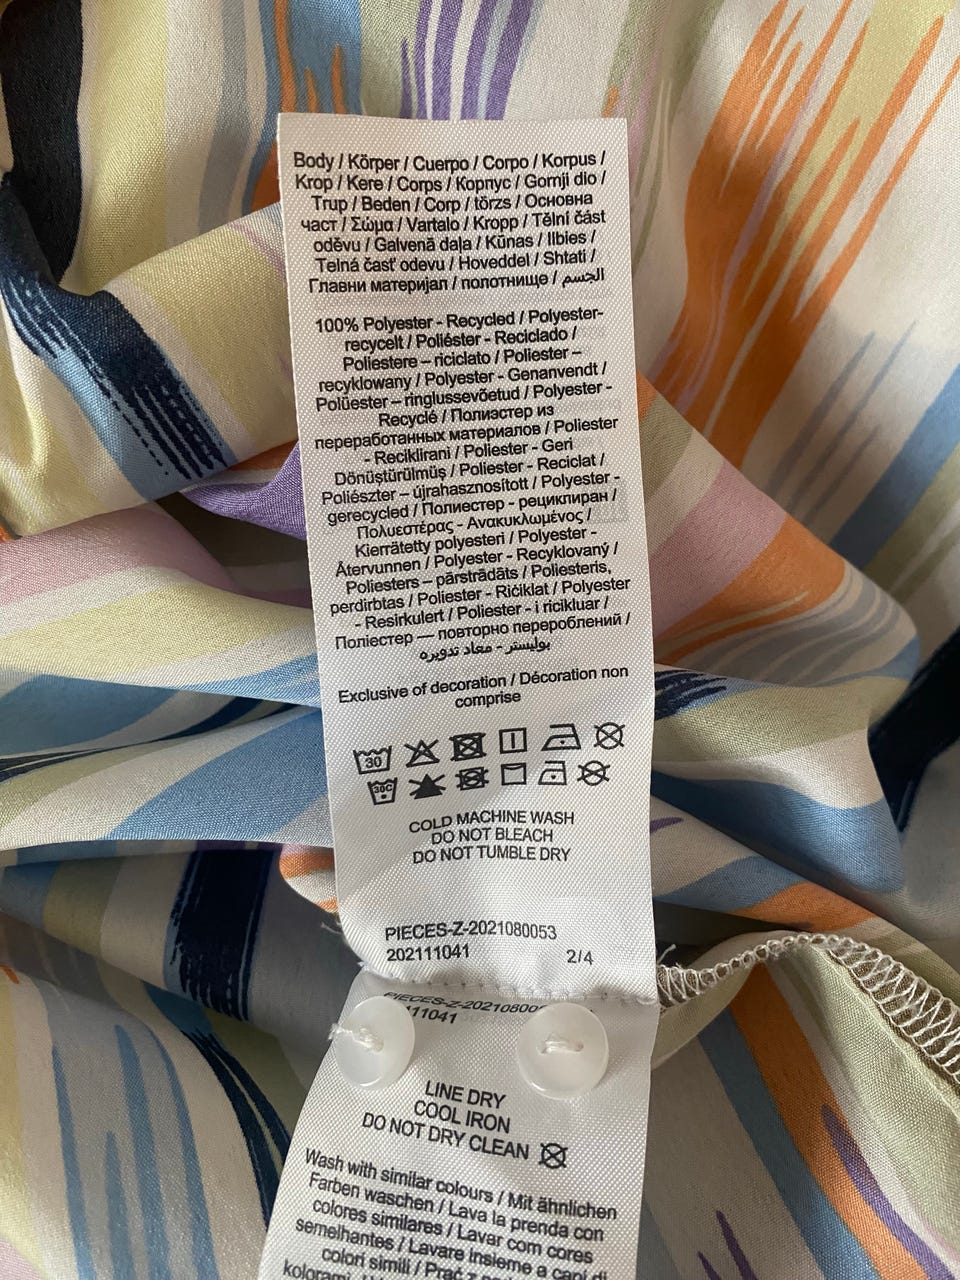 Body / Körper / Cuerpo / Corpo / Korpus /
Krop / Kere / Corps / Корпус / Gornji dio /
Trup / Beden / Corp / törzs / Основна
част / Σώμα / Vartalo / Kropp / Tělní část
oděvu / Galvenā daļa / Kūnas / Ilbies /
Telná časť odevu / Hoveddel / Shtati /
Главни материјал / полотнище / الجسم
100% Polyester - Recycled / Polyester-
recycelt / Poliéster - Reciclado /
Poliestere – riciclato / Poliester –
recyklowany / Polyester - Genanvendt /
Polüester – ringlussevõetud / Polyester -
Recyclé / Полиэстер из
переработанных материалов / Poliester
- Reciklirani / Poliester - Geri
Dönüştürülmüş / Poliester - Reciclat /
Poliészter – újrahasznosított / Polyester -
gerecycled / Полиестер - рециклиран /
Πολυεστέρας - Ανακυκλωμένος /
Kierrätetty polyesteri / Polyester -
Återvunnen / Polyester - Recyklovaný /
Poliesters – pārstrādāts / Poliesteris,
perdirbtas / Poliester - Riċiklat / Polyester
- Resirkulert / Poliester - i ricikluar /
Поліестер — повторно перероблений /
بوليستر - معاد تدويره
Exclusive of decoration / Décoration non
comprise
30
30C
COLD MACHINE WASH
DO NOT BLEACH
DO NOT TUMBLE DRY
PIECES-Z-2021080053
202111041 2/4
PIECES-Z-20210800
11041
LINE DRY
COOL IRON
DO NOT DRY CLEAN
Wash with similar colours / Mit ähnlichen
Farben waschen / Lava la prenda con
colores similares / Lavar com cores
semelhantes / Lavare insieme a capi di
colori simili / Prać z
kolorami